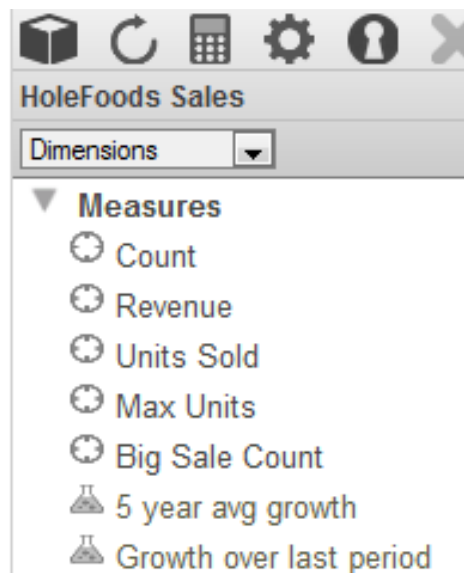 HoleFoods Sales
Dimensions
Measures
Count
Revenue
Units Sold
Max Units
Big Sale Count
5 year avg growth
Growth over last period